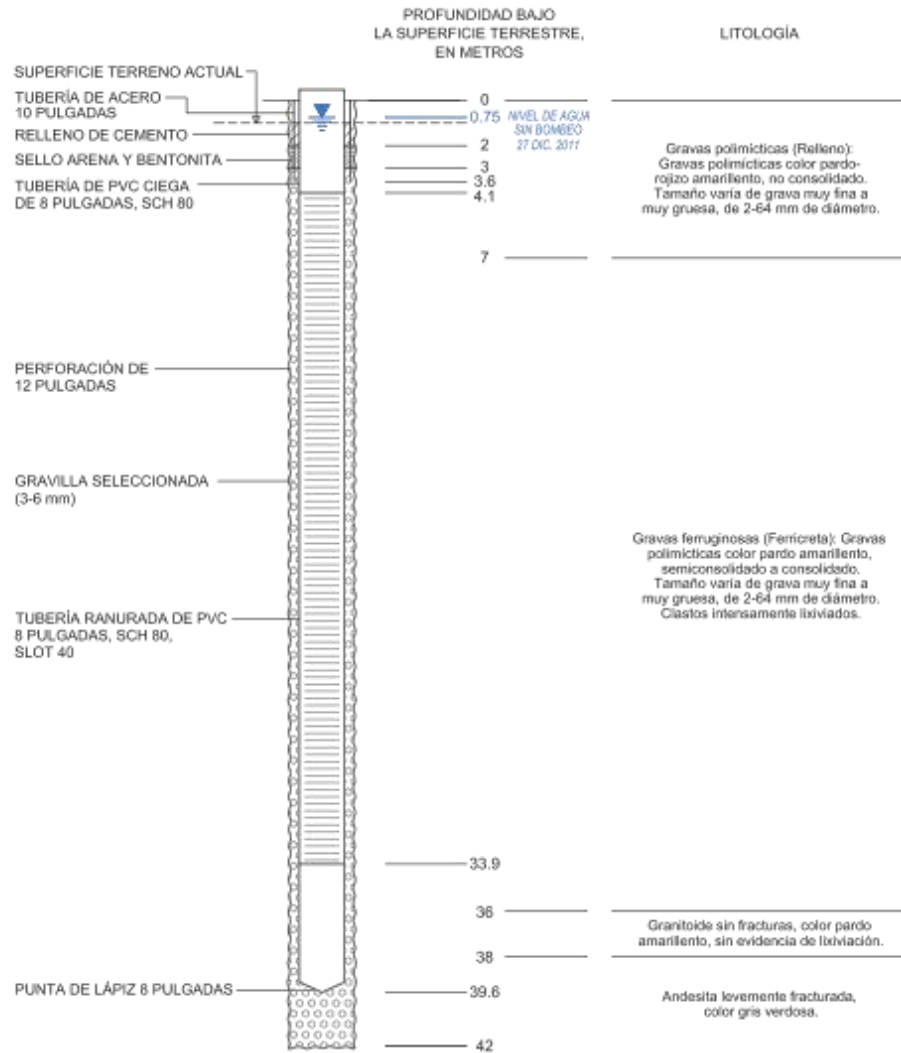 PROFUNDIDAD BAJO
LA SUPERFICIE TERRESTRE,
EN METROS
LITOLOGÍA
SUPERFICIE TERRENO ACTUAL
TUBERÍA DE ACERO
10 PULGADAS
RELLENO DE CEMENTO
SELLO ARENA Y BENTONITA
TUBERÍA DE PVC CIEGA
DE 8 PULGADAS, SCH 80
PERFORACIÓN DE
12 PULGADAS
GRAVILLA SELECCIONADA
(3-6 mm)
TUBERÍA RANURADA DE PVC
8 PULGADAS, SCH 80,
SLOT 40
PUNTA DE LÁPIZ 8 PULGADAS
0
0.75
NIVEL DE AGUA
SIN BOMBEO
27 DIC. 2011
2
3
3.6
4.1
7
33.9
36
38
39.6
42
Gravas polimícticas (Relleno):
Gravas polimícticas color pardo-
rojizo amarillento, no consolidado.
Tamaño varía de grava muy fina a
muy gruesa, de 2-64 mm de diámetro.
Gravas ferruginosas (Ferricreta): Gravas
polimícticas color pardo amarillento,
semiconsolidado a consolidado.
Tamaño varía de grava muy fina a
muy gruesa, de 2-64 mm de diámetro.
Clastos intensamente lixiviados.
Granitoide sin fracturas, color pardo
amarillento, sin evidencia de lixiviación.
Andesita levemente fracturada,
color gris verdosa.